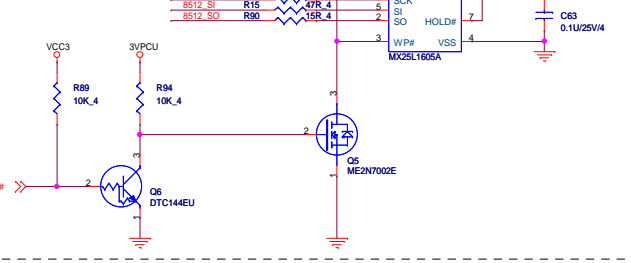 SCK
8512_SI R15 47R_4 5 SI
8512_SO R90 15R_4 2 SO HOLD# 7
C63
0.1U/25V/4
3 WP# VSS 4
MX25L1605A
VCC3 3VPCU
R89 R94
10K_4 10K_4
3
2
3
Q5
ME2N7002E
# 2
1
Q6
DTC144EU
1